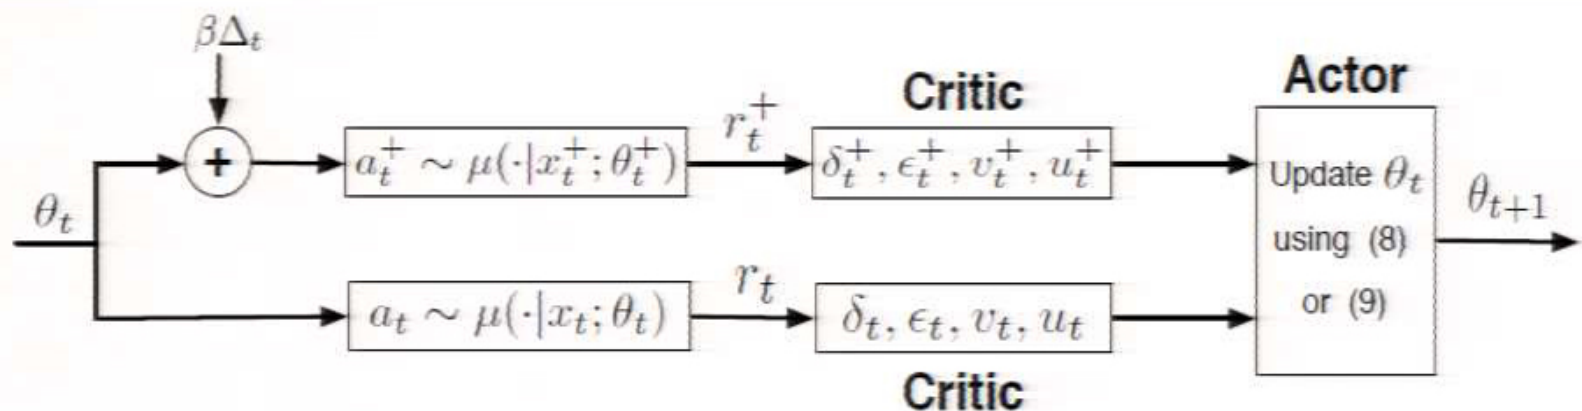 βΔ_t
Critic
Actor
θ_t
+
a_t^+ ∼ μ(·|x_t^+; θ_t^+)
r_t^+
δ_t^+, ϵ_t^+, v_t^+, u_t^+
Update θ_t
using (8)
or (9)
θ_{t+1}
a_t ∼ μ(·|x_t; θ_t)
r_t
δ_t, ϵ_t, v_t, u_t
Critic